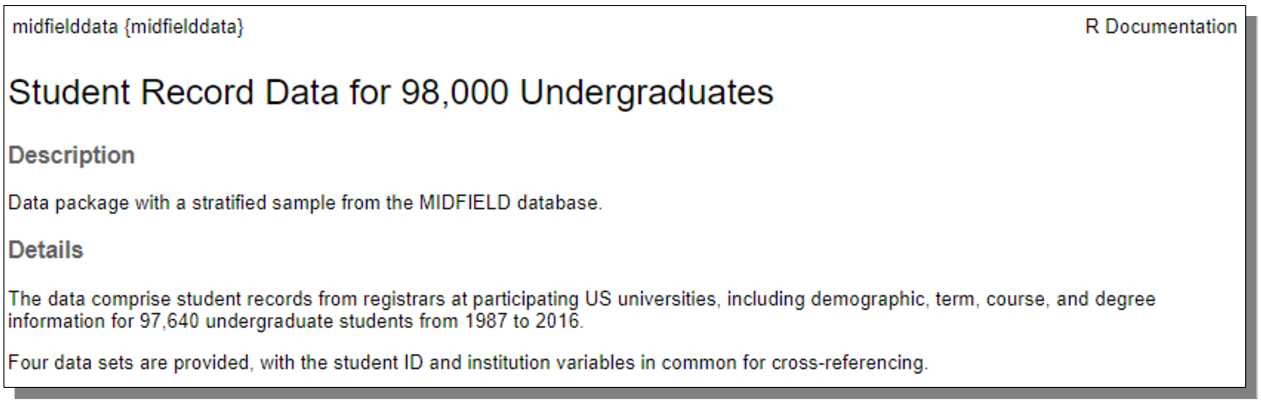 midfielddata {midfielddata}
R Documentation
Student Record Data for 98,000 Undergraduates
Description
Data package with a stratified sample from the MIDFIELD database.
Details
The data comprise student records from registrars at participating US universities, including demographic, term, course, and degree
information for 97,640 undergraduate students from 1987 to 2016.
Four data sets are provided, with the student ID and institution variables in common for cross-referencing.